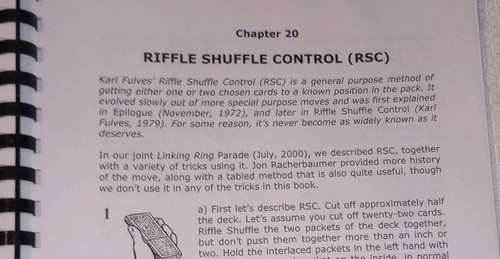 Chapter 20
RIFFLE SHUFFLE CONTROL (RSC)
Karl Fulves' Riffle Shuffle Control (RSC) is a general purpose method of
getting either one or two chosen cards to a known position in the pack. It
evolved slowly out of more special purpose moves and was first explained
in Epilogue (November, 1972), and later in Riffle Shuffle Control (Karl
Fulves, 1979). For some reason, it's never become as widely known as it
deserves.
In our joint Linking Ring Parade (July, 2000), we described RSC, together
with a variety of tricks using it. Jon Racherbaumer provided more history
of the move, along with a tabled method that is also quite useful, though
we don't use it in any of the tricks in this book.
1
a) First let's describe RSC. Cut off approximately half
the deck. Let's assume you cut off twenty-two cards.
Riffle Shuffle the two packets of the deck together,
but don't push them together more than an inch or
two. Hold the interlaced packets in the left hand with
the inside, in normal